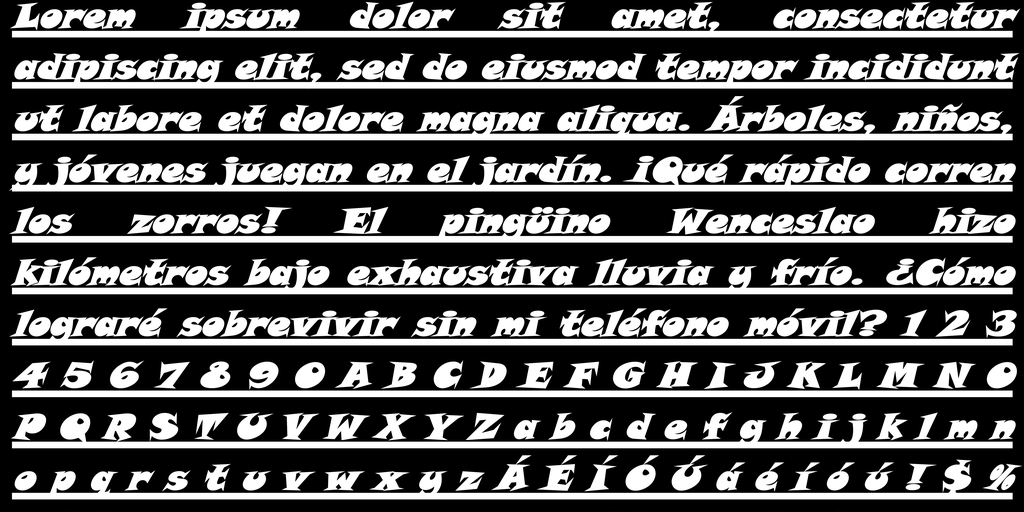 Lorem ipsum dolor sit amet, consectetur
adipiscing elit, sed do eiusmod tempor incididunt
ut labore et dolore magna aliqua. Árboles, niños,
y jóvenes juegan en el jardín. ¡Qué rápido corren
los zorros! El pingüino Wenceslao hizo
kilómetros bajo exhaustiva lluvia y frío. ¿Cómo
lograré sobrevivir sin mi teléfono móvil? 1 2 3
4 5 6 7 8 9 0 A B C D E F G H I J K L M N O
P Q R S T U V W X Y Z a b c d e f g h i j k l m n
o p q r s t u v w x y z Á É Í Ó Ú á é í ó ú ! $ %